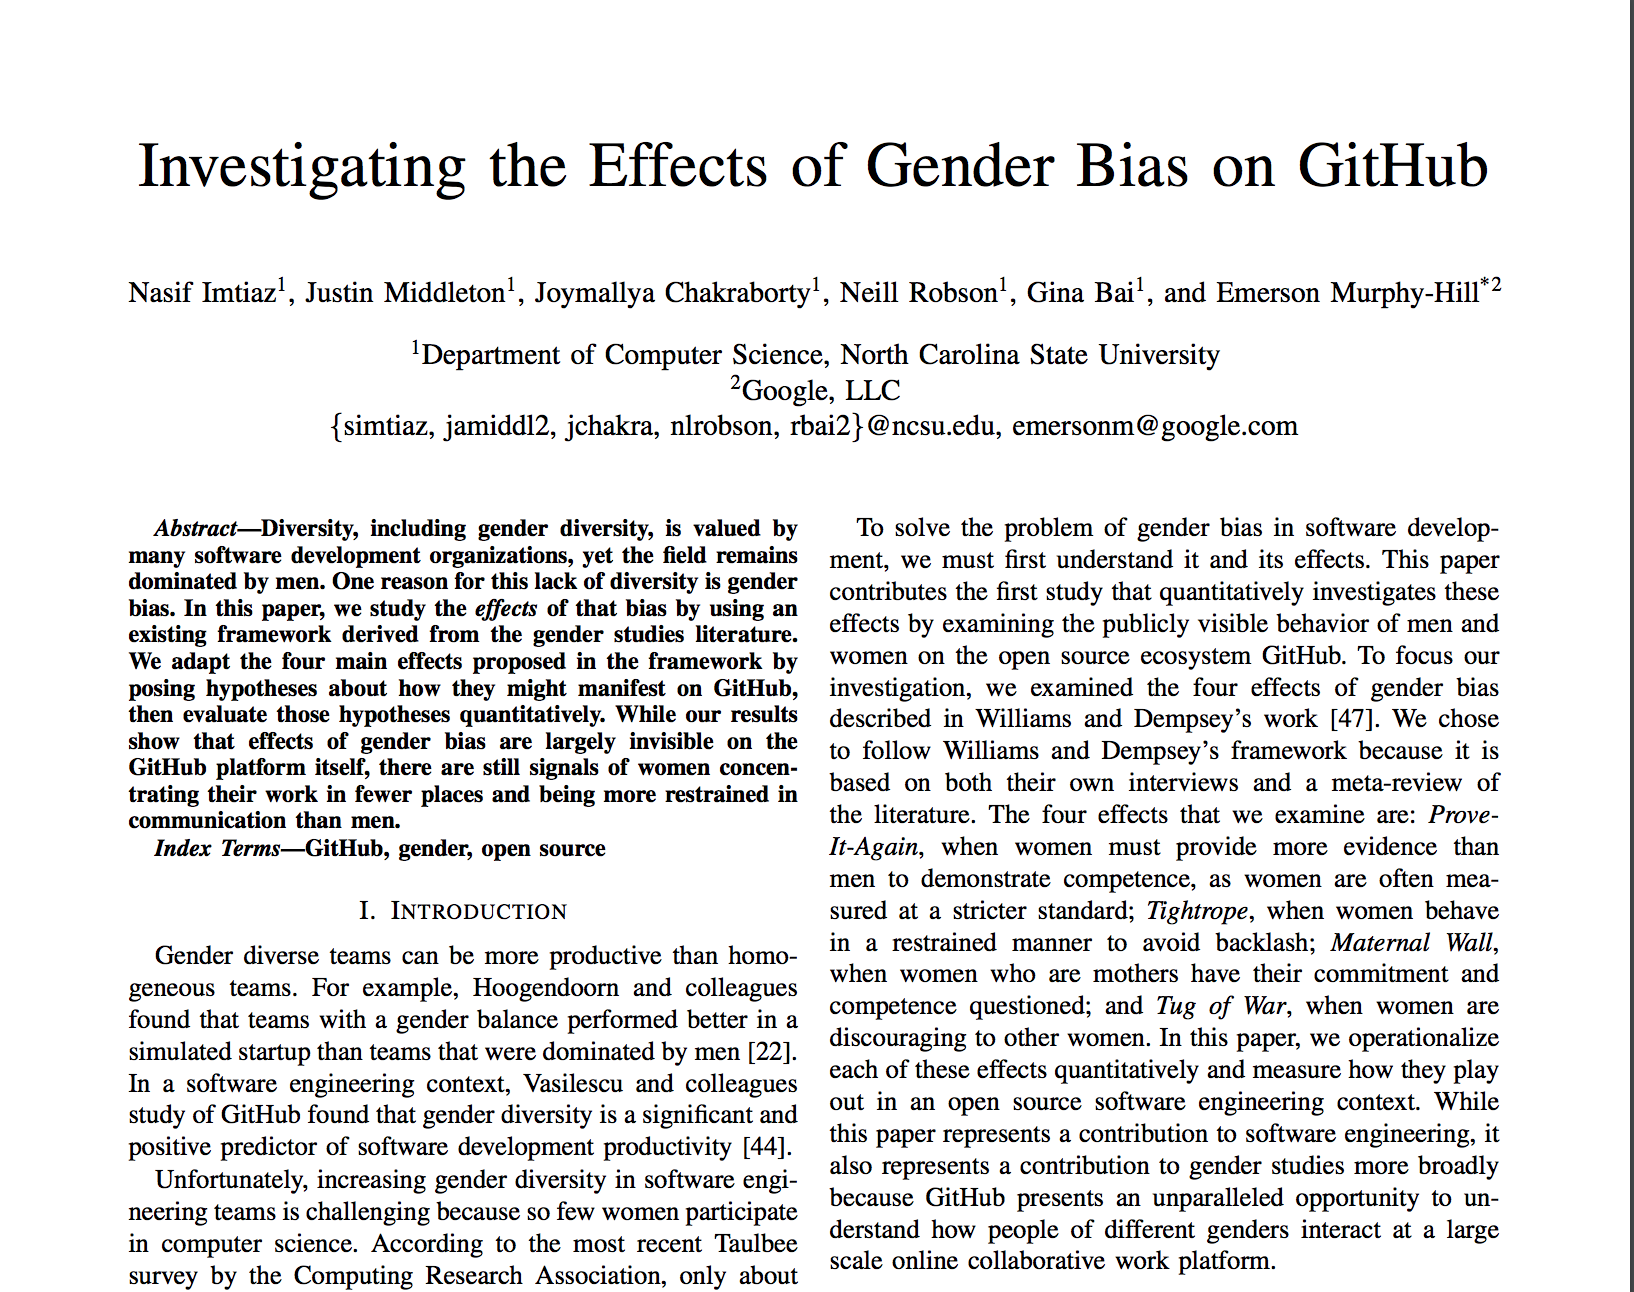 Investigating the Effects of Gender Bias on GitHub
Nasif Imtiaz1, Justin Middleton1, Joymallya Chakraborty1, Neill Robson1, Gina Bai1, and Emerson Murphy-Hill*2
1Department of Computer Science, North Carolina State University
2Google, LLC
{simtiaz, jamiddl2, jchakra, nlrobson, rbai2}@ncsu.edu, emersonm@google.com
Abstract—Diversity, including gender diversity, is valued by
many software development organizations, yet the field remains
dominated by men. One reason for this lack of diversity is gender
bias. In this paper, we study the effects of that bias by using an
existing framework derived from the gender studies literature.
We adapt the four main effects proposed in the framework by
posing hypotheses about how they might manifest on GitHub,
then evaluate those hypotheses quantitatively. While our results
show that effects of gender bias are largely invisible on the
GitHub platform itself, there are still signals of women concen-
trating their work in fewer places and being more restrained in
communication than men.
Index Terms—GitHub, gender, open source
I. INTRODUCTION
Gender diverse teams can be more productive than homo-
geneous teams. For example, Hoogendoorn and colleagues
found that teams with a gender balance performed better in a
simulated startup than teams that were dominated by men [22].
In a software engineering context, Vasilescu and colleagues
study of GitHub found that gender diversity is a significant and
positive predictor of software development productivity [44].
Unfortunately, increasing gender diversity in software engi-
neering teams is challenging because so few women participate
in computer science. According to the most recent Taulbee
survey by the Computing Research Association, only about
To solve the problem of gender bias in software develop-
ment, we must first understand it and its effects. This paper
contributes the first study that quantitatively investigates these
effects by examining the publicly visible behavior of men and
women on the open source ecosystem GitHub. To focus our
investigation, we examined the four effects of gender bias
described in Williams and Dempsey's work [47]. We chose
to follow Williams and Dempsey's framework because it is
based on both their own interviews and a meta-review of
the literature. The four effects that we examine are: Prove-
It-Again, when women must provide more evidence than
men to demonstrate competence, as women are often mea-
sured at a stricter standard; Tightrope, when women behave
in a restrained manner to avoid backlash; Maternal Wall,
when women who are mothers have their commitment and
competence questioned; and Tug of War, when women are
discouraging to other women. In this paper, we operationalize
each of these effects quantitatively and measure how they play
out in an open source software engineering context. While
this paper represents a contribution to software engineering, it
also represents a contribution to gender studies more broadly
because GitHub presents an unparalleled opportunity to un-
derstand how people of different genders interact at a large
scale online collaborative work platform.